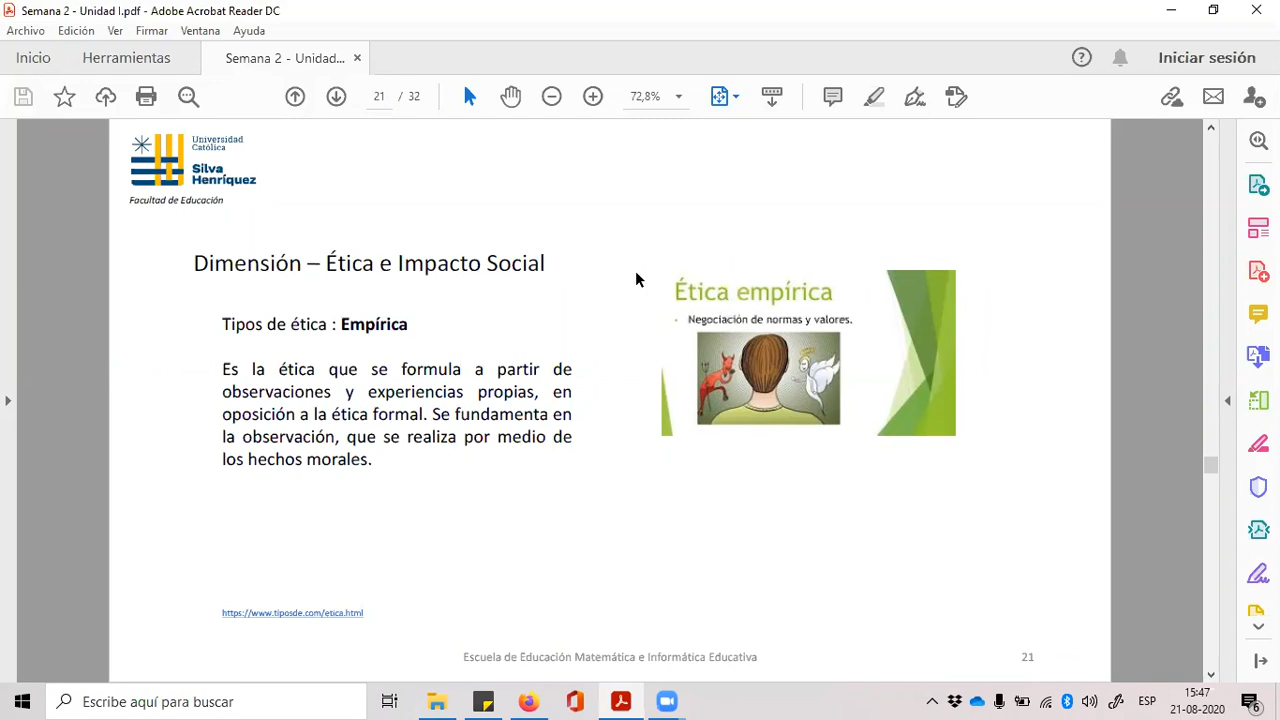 Semana 2 - Unidad I.pdf - Adobe Acrobat Reader DC
Archivo Edición Ver Firmar Ventana Ayuda
Inicio Herramientas Semana 2 - Unidad... Iniciar sesión
21 / 32 72,8%
Universidad
Católica
Silva
Henríquez
Facultad de Educación
Dimensión – Ética e Impacto Social
Tipos de ética : Empírica
Es la ética que se formula a partir de
observaciones y experiencias propias, en
oposición a la ética formal. Se fundamenta en
la observación, que se realiza por medio de
los hechos morales.
Ética empírica
Negociación de normas y valores.
https://www.tiposde.com/etica.html
Escuela de Educación Matemática e Informática Educativa 21
Escribe aquí para buscar
ESP
15:47
21-08-2020
6